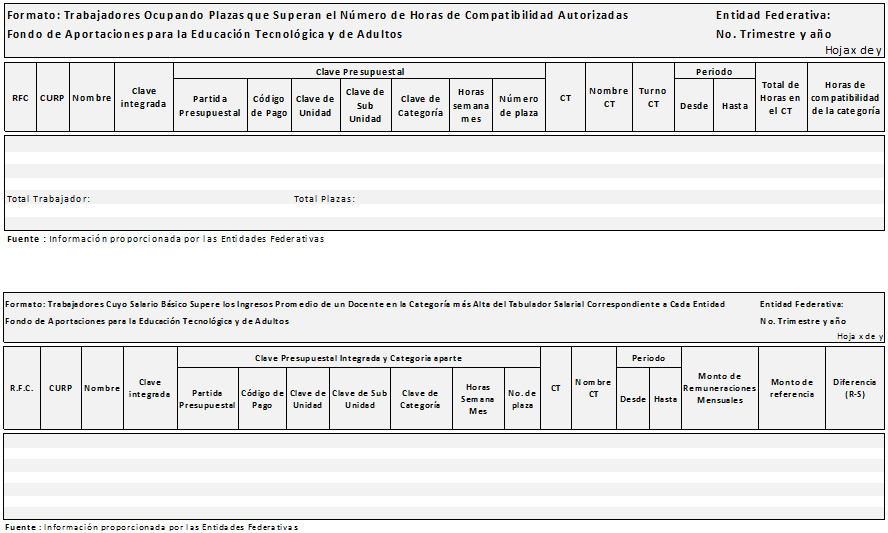 Formato: Trabajadores Ocupando Plazas que Superan el Número de Horas de Compatibilidad Autorizadas
Entidad Federativa:
Fondo de Aportaciones para la Educación Tecnológica y de Adultos
No. Trimestre y año
Hoja x de y
Clave Presupuestal
Periodo
RFC
CURP
Nombre
Clave integrada
Partida Presupuestal
Código de Pago
Clave de Unidad
Clave de Sub Unidad
Clave de Categoría
Horas semana mes
Número de plaza
CT
Nombre CT
Turno CT
Desde
Hasta
Total de Horas en el CT
Horas de compatibilidad de la categoría
Total Trabajador:
Total Plazas:
Fuente : Información proporcionada por las Entidades Federativas
Formato: Trabajadores Cuyo Salario Básico Supere los Ingresos Promedio de un Docente en la Categoría más Alta del Tabulador Salarial Correspondiente a Cada Entidad
Entidad Federativa:
Fondo de Aportaciones para la Educación Tecnológica y de Adultos
No. Trimestre y año
Hoja x de y
Clave Presupuestal Integrada y Categoria aparte
Periodo
R.F.C.
CURP
Nombre
Clave integrada
Partida Presupuestal
Código de Pago
Clave de Unidad
Clave de Sub Unidad
Clave de Categoría
Horas Semana Mes
No. de plaza
CT
Nombre CT
Desde
Hasta
Monto de Remuneraciones Mensuales
Monto de referencia
Diferencia (R-S)
Fuente : Información proporcionada por las Entidades Federativas